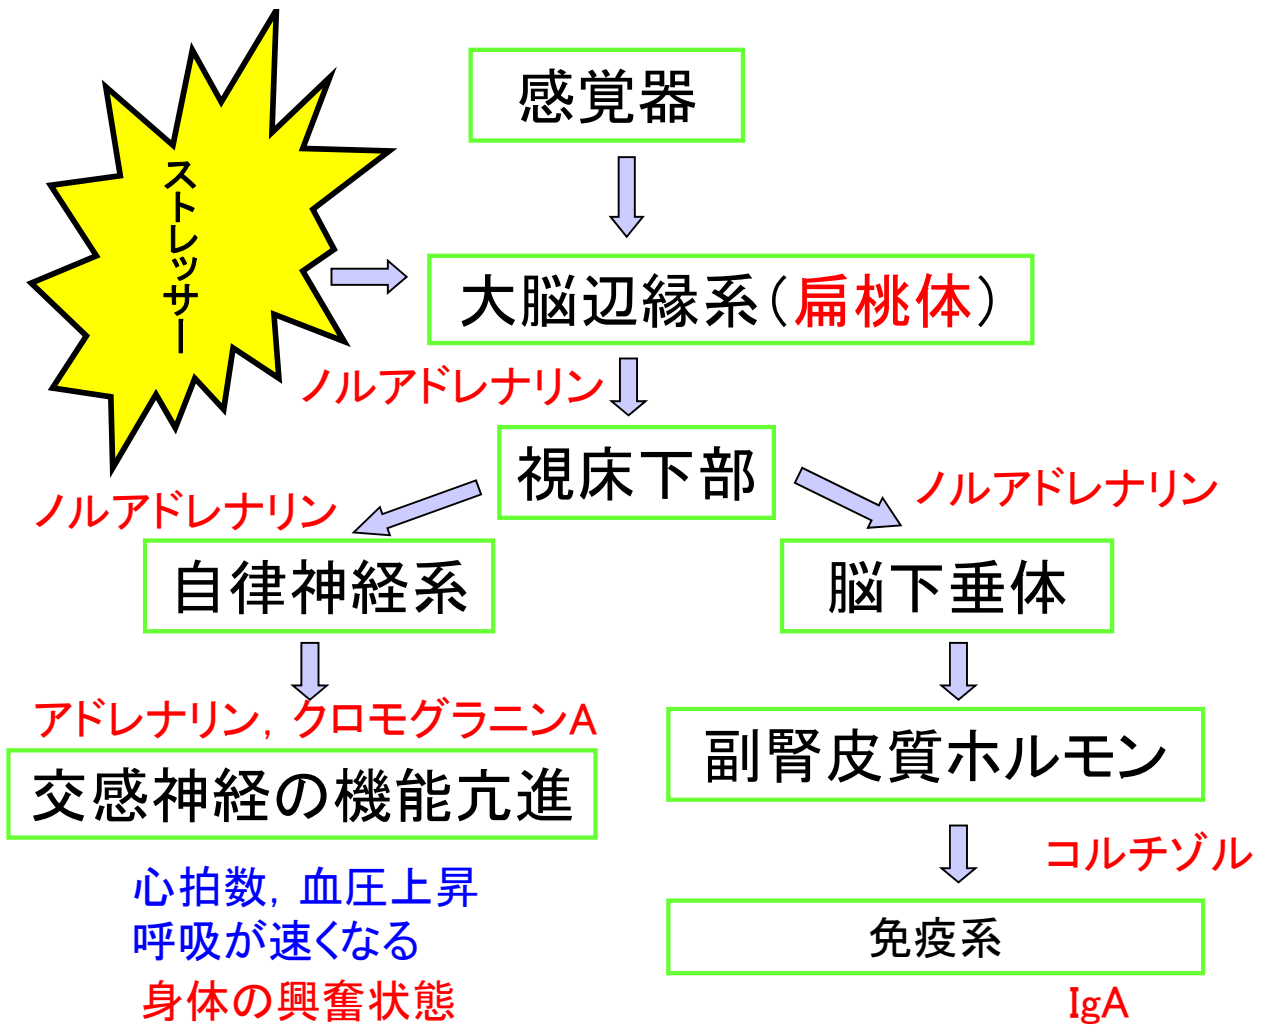 感覚器
ストレッサー
大脳辺縁系(扁桃体)
ノルアドレナリン
視床下部
ノルアドレナリン
ノルアドレナリン
自律神経系
脳下垂体
アドレナリン, クロモグラニンA
副腎皮質ホルモン
交感神経の機能亢進
コルチゾル
心拍数, 血圧上昇
呼吸が速くなる
免疫系
身体の興奮状態
IgA